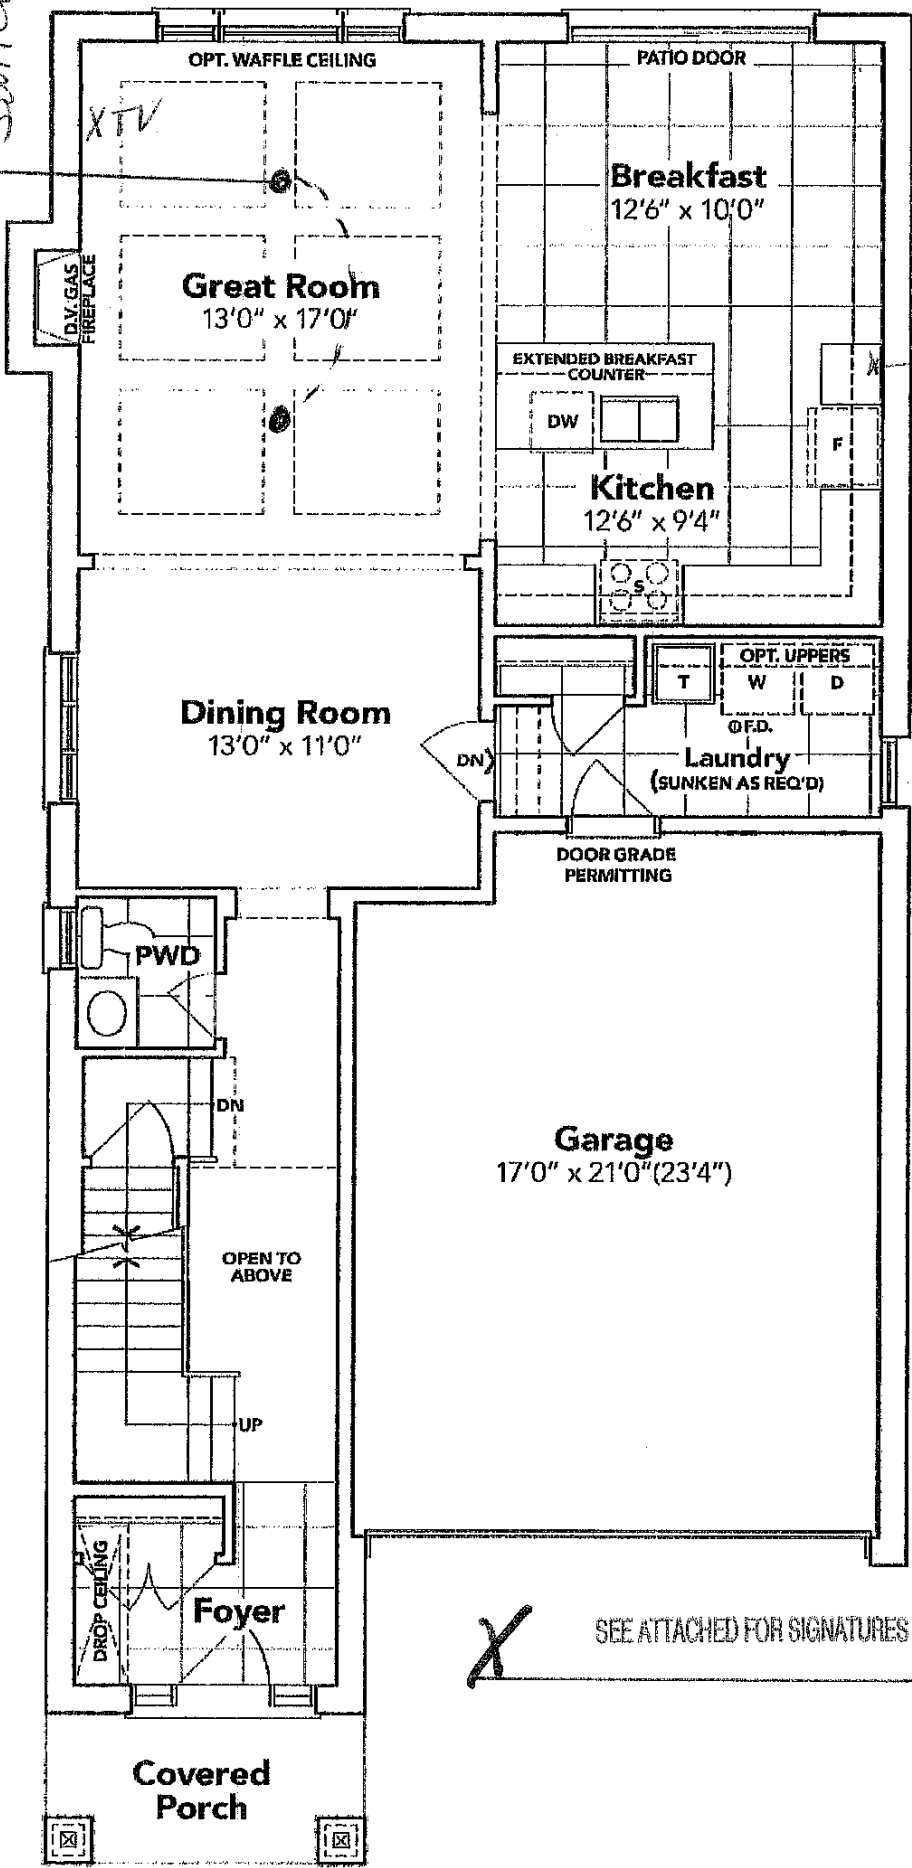 OPT. WAFFLE CEILING
PATIO DOOR
XTV
Breakfast
12'6" x 10'0"
D.V. GAS
FIREPLACE
Great Room
13'0" x 17'0"
EXTENDED BREAKFAST
COUNTER
X
DW
F
Kitchen
12'6" x 9'4"
S
OPT. UPPERS
T
W
D
F.D.
Dining Room
13'0" x 11'0"
DN
Laundry
(SUNKEN AS REQ'D)
DOOR GRADE
PERMITTING
PWD
DN
Garage
17'0" x 21'0"(23'4")
OPEN TO
ABOVE
UP
DROP CEILING
Foyer
X
SEE ATTACHED FOR SIGNATURES
Covered
Porch